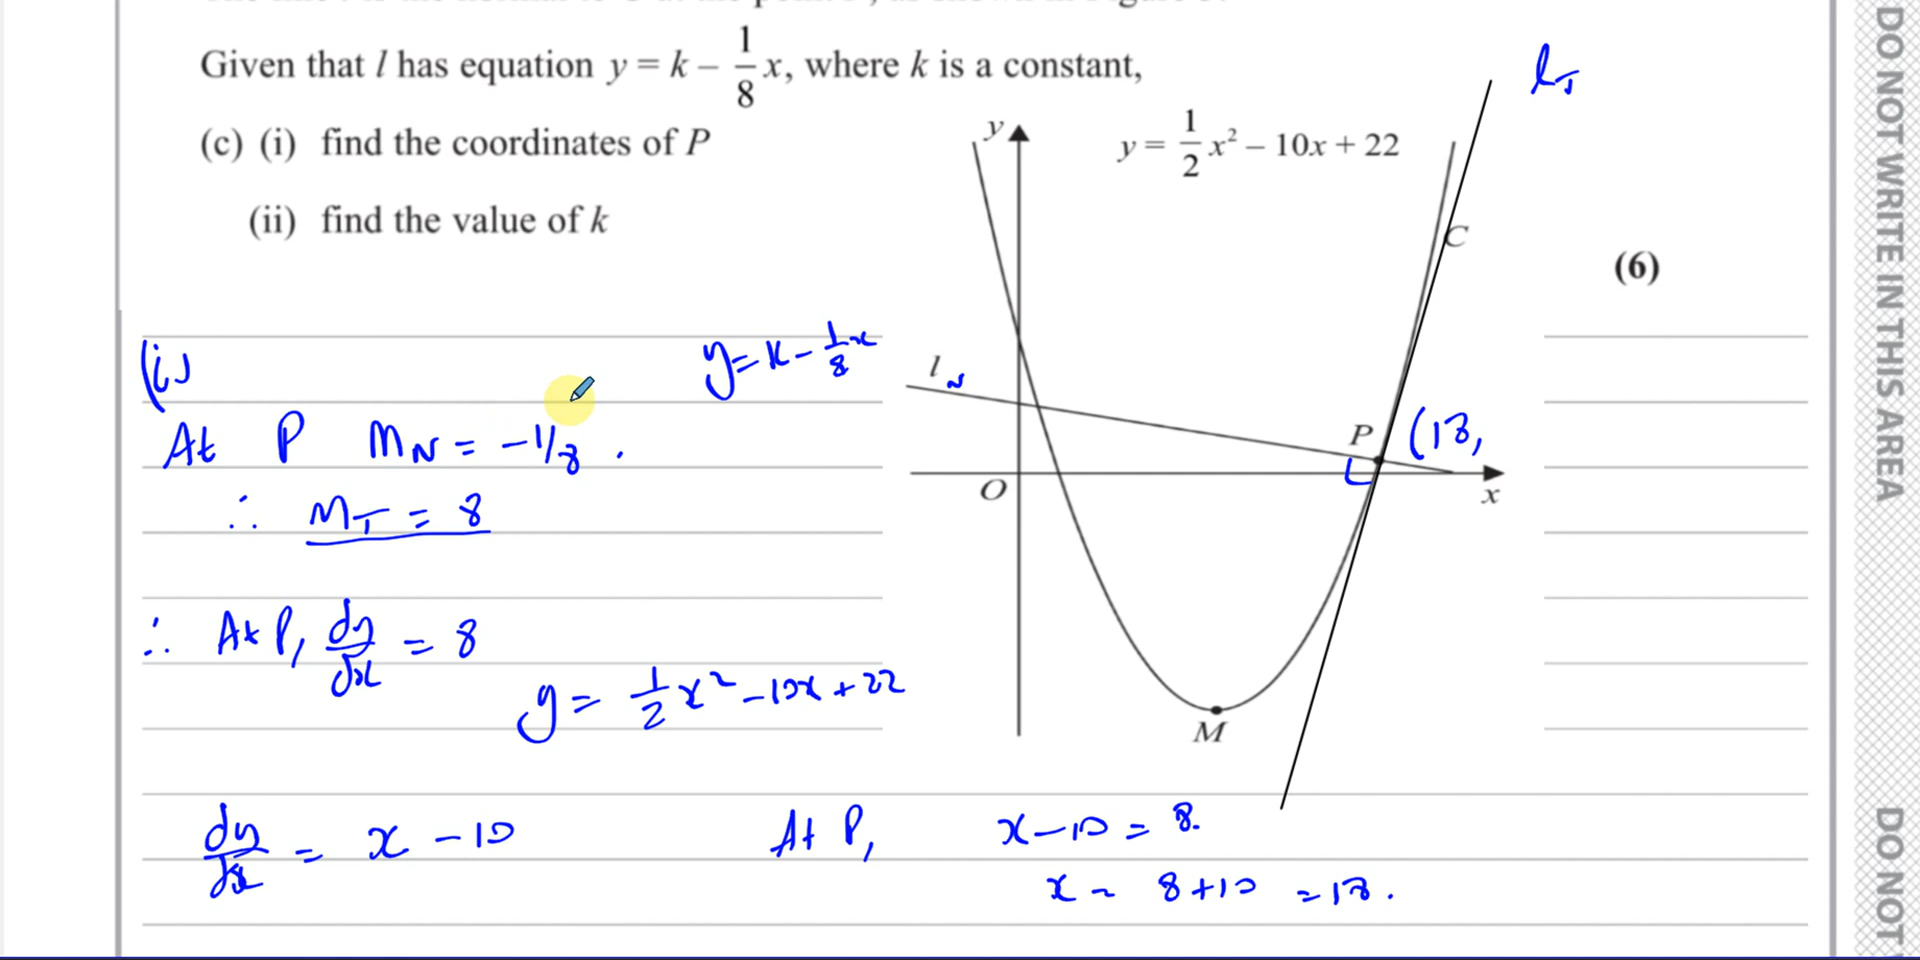 Given that l has equation y = k – 1/8 x, where k is a constant,
(c) (i) find the coordinates of P
(ii) find the value of k
(6)
y = 1/2 x² – 10x + 22
l_T
y
C
l_N
P (18,
O
x
M
(i)
y = k – 1/8 x
At P M_N = -1/8 .
∴ M_T = 8
∴ At P, dy/dx = 8
y = 1/2 x² – 10x + 22
dy/dx = x – 10
At P, x – 10 = 8.
x = 8 + 10 = 18.
DO NOT WRITE IN THIS AREA
DO NOT